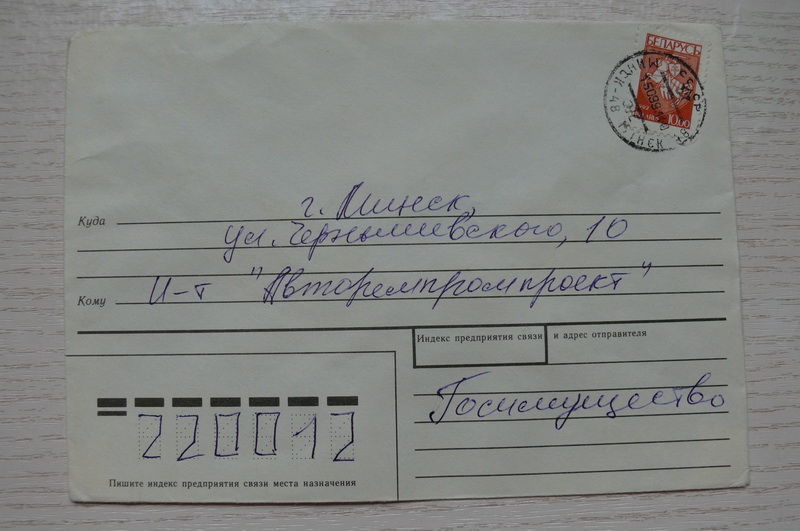 БЕЛАРУСЬ
10.00
МІНСК
Куда г. Минск,
ул. Чернышевского, 10
Кому И-т "Авторемпромпроект"
Индекс предприятия связи и адрес отправителя
Госимущество
220012
Пишите индекс предприятия связи места назначения